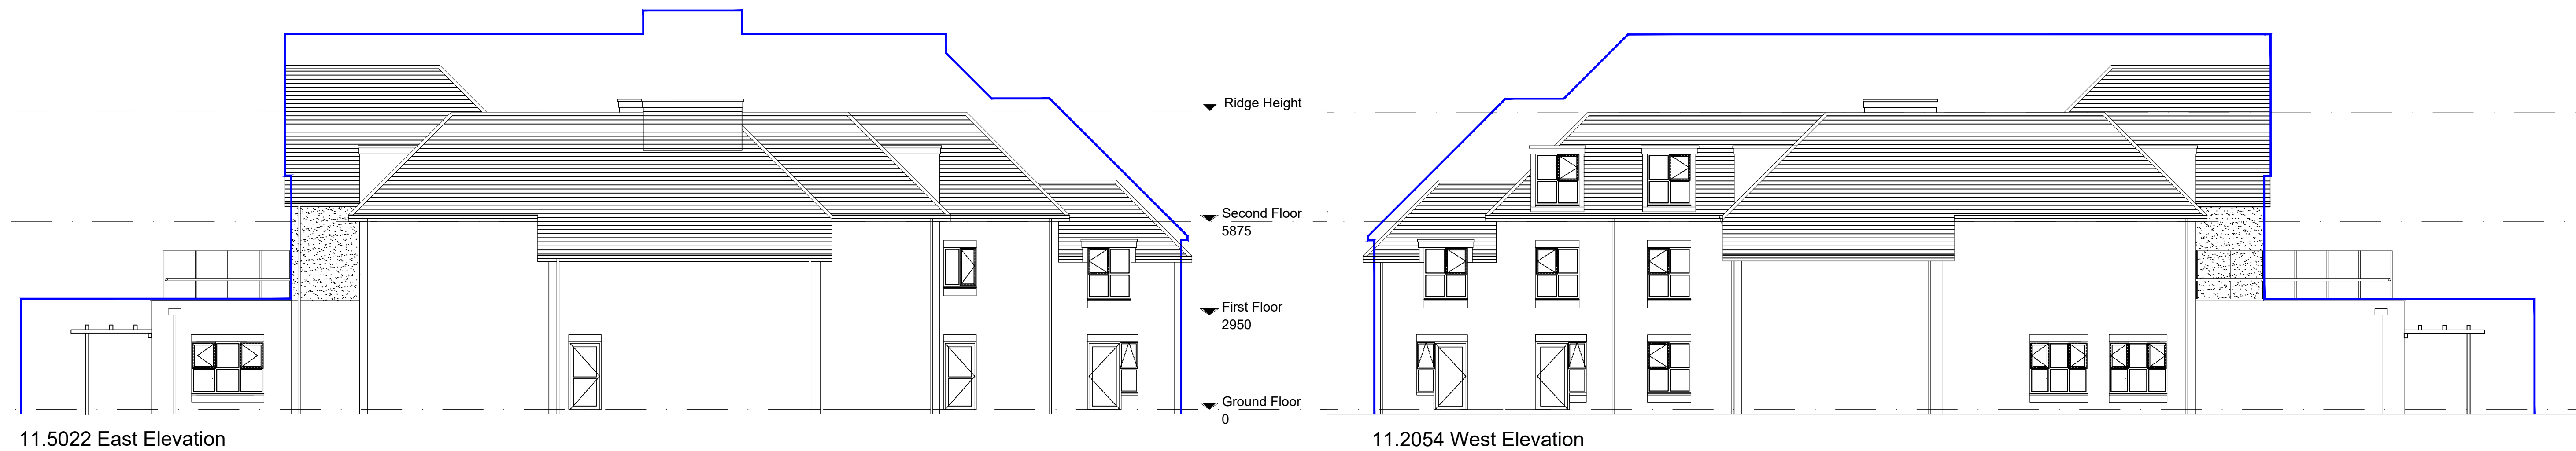 Ridge Height
Second Floor
5875
First Floor
2950
Ground Floor
0
11.5022 East Elevation
11.2054 West Elevation